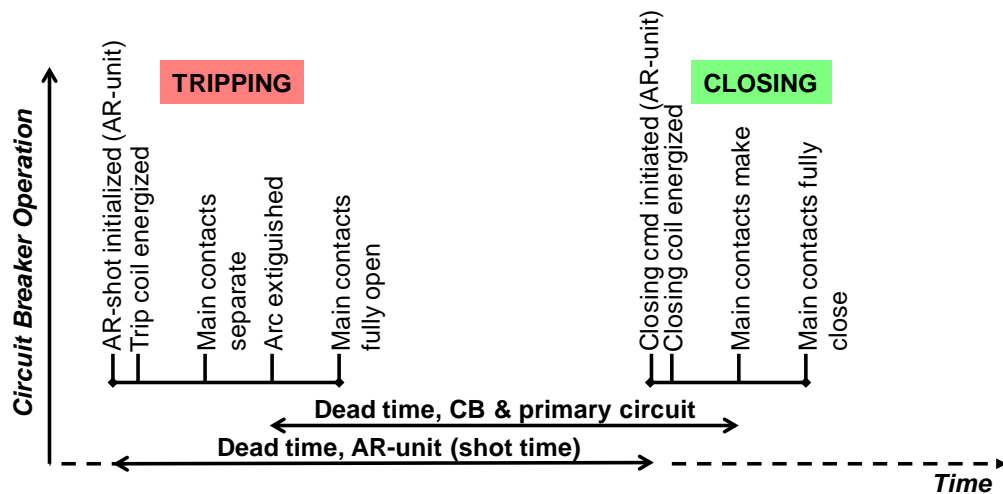 TRIPPING
CLOSING
Circuit Breaker Operation
AR-shot initialized (AR-unit)
Trip coil energized
Main contacts
separate
Arc extiguished
Main contacts
fully open
Closing cmd initiated (AR-unit)
Closing coil energized
Main contacts make
Main contacts fully
close
Dead time, CB & primary circuit
Dead time, AR-unit (shot time)
Time